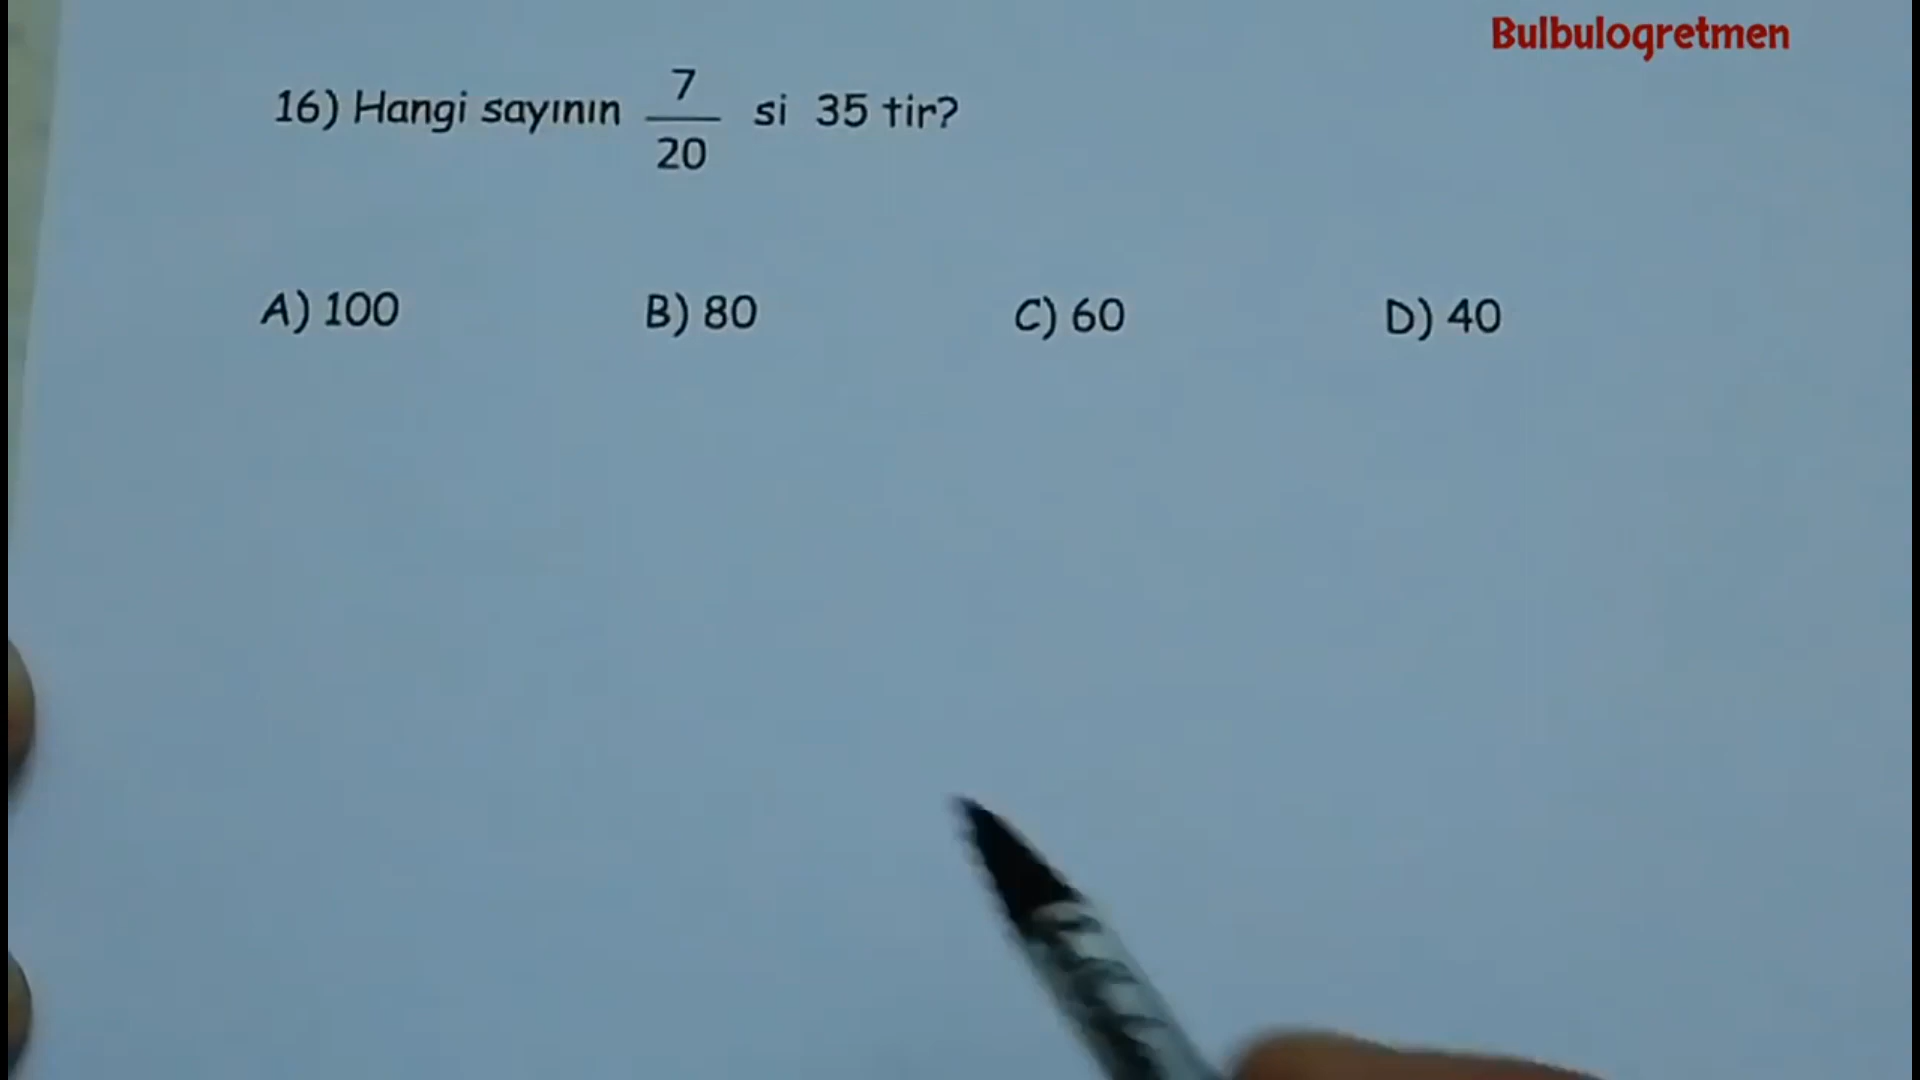 Bulbulogretmen
16) Hangi sayının 7/20 si 35 tir?
A) 100 B) 80 C) 60 D) 40